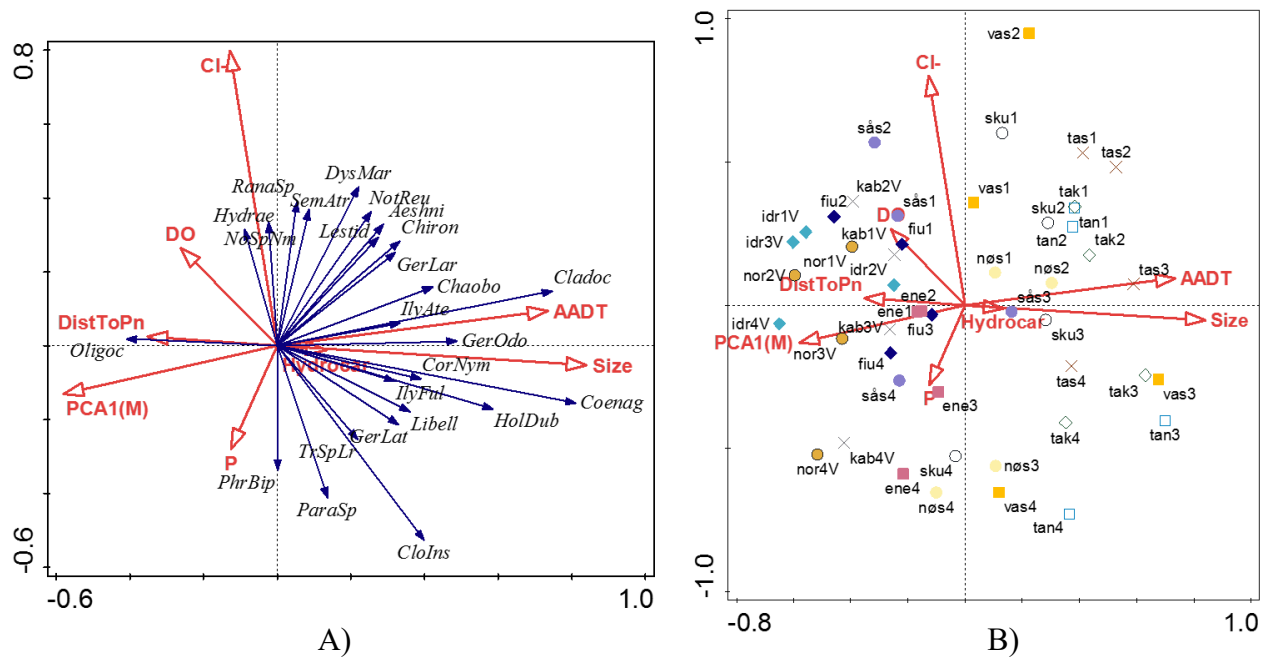 0.8
-0.6
-0.6
1.0
Cl-
DO
DistToPn
PCA1(M)
P
AADT
Size
Hydrocar
RanaSp
DysMar
SemAtr
NotReu
Hydrae
NoSpNm
Lestid
Aeshni
Chiron
GerLar
Chaobo
Cladoc
IlyAte
Oligoc
GerOdo
CorNym
IlyFul
Coenag
HolDub
Libell
GerLat
TrSpLr
PhrBip
ParaSp
CloIns
A)
1.0
-1.0
-0.8
1.0
vas2
Cl-
sku1
sås2
tas1
tas2
kab2V
fiu2
sås1
vas1
tak1
DO
sku2
tan1
idr1V
kab1V
fiu1
tan2
tak2
idr3V
nor1V
nor2V
idr2V
nøs1
nøs2
tas3
AADT
DistToPn
ene2
sås3
ene1
Hydrocar
Size
idr4V
fiu3
kab3V
sku3
PCA1(M)
nor3V
fiu4
tas4
tak3
vas3
sås4
P
ene3
tak4
tan3
kab4V
nor4V
sku4
nøs3
ene4
nøs4
vas4
tan4
B)